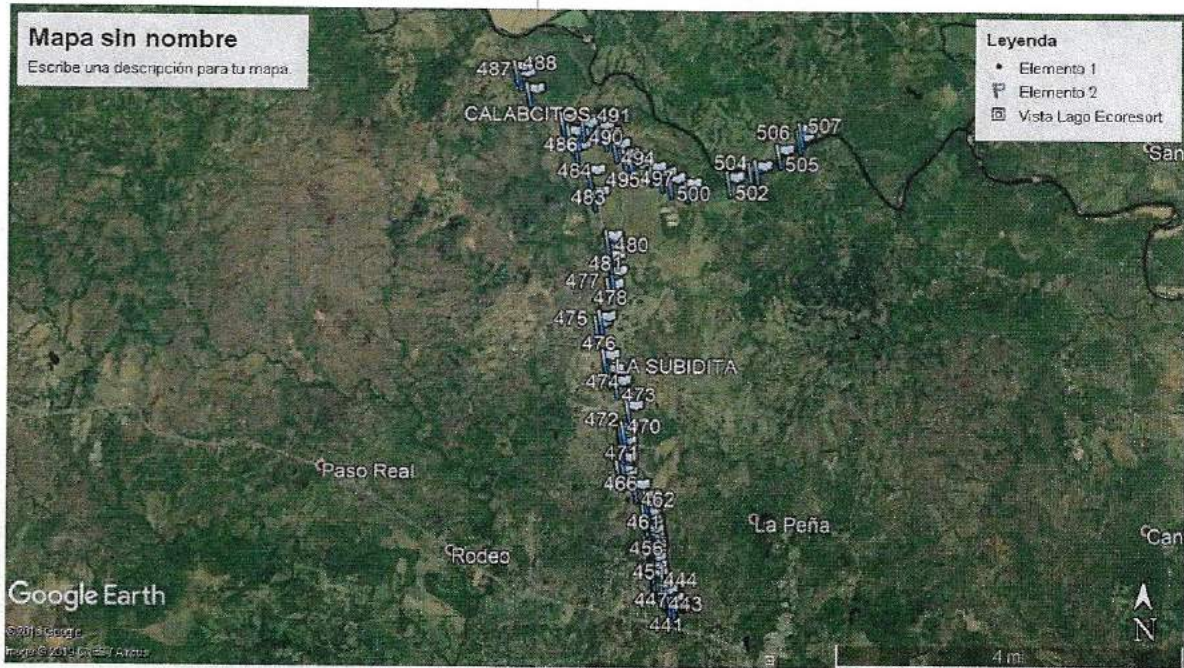 Mapa sin nombre
Escribe una descripción para tu mapa.
Leyenda
Elemento 1
Elemento 2
Vista Lago Ecoresort
487 488
CALABCITOS 491
486 490
484 494
495 497
483 500
504 502
506 507
505
San
480
481
477
478
475
476
LA SUBIDITA
474
473
472 470
471
466
462
461
456
444
447 443
441
Paso Real
Rodeo
La Peña
Can
Google Earth
N
4 mi